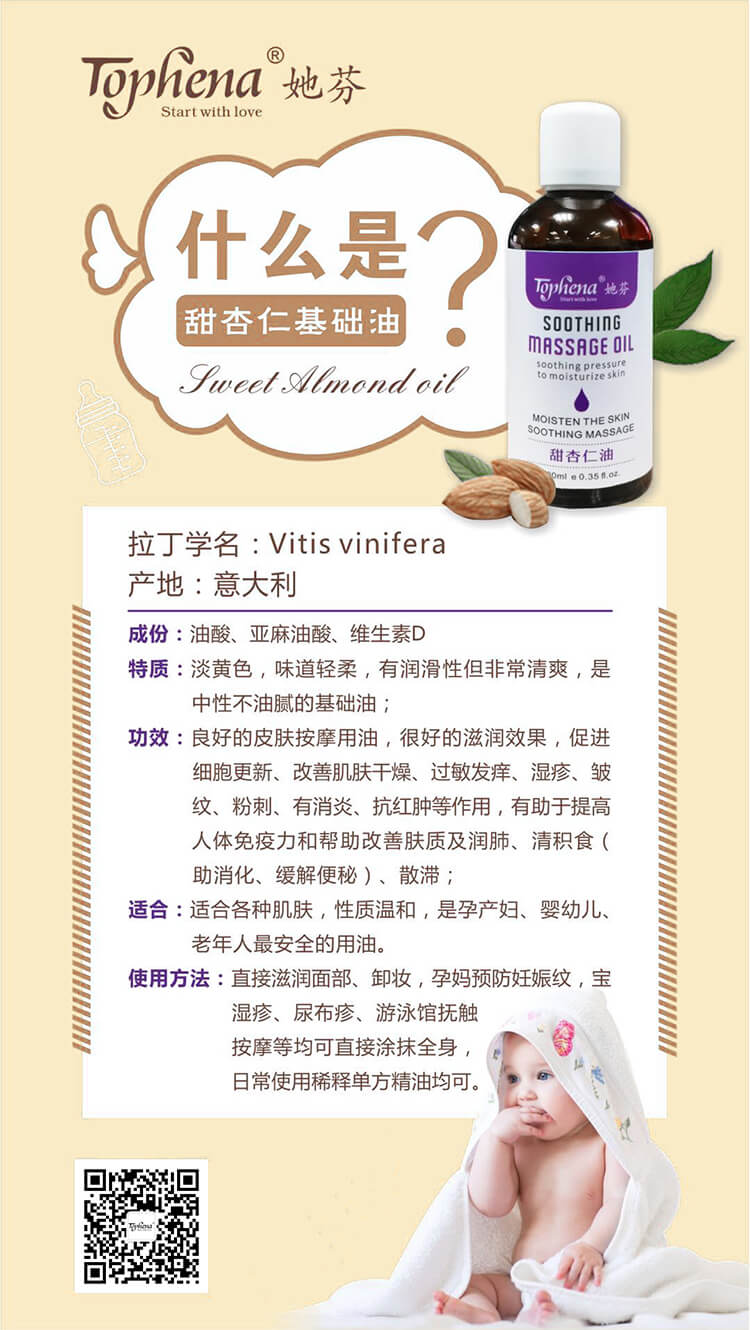 Tophena® 她芬
Start with love
什么是?
甜杏仁基础油
Sweet Almond oil
Tophena® 她芬
Start with love
SOOTHING
MASSAGE OIL
soothing pressure
to moisturize skin
MOISTEN THE SKIN
SOOTHING MASSAGE
甜杏仁油
0ml e 0.35 fl.oz.
拉丁学名：Vitis vinifera
产地：意大利
成份：油酸、亚麻油酸、维生素D
特质：淡黄色，味道轻柔，有润滑性但非常清爽，是
中性不油腻的基础油；
功效：良好的皮肤按摩用油，很好的滋润效果，促进
细胞更新、改善肌肤干燥、过敏发痒、湿疹、皱
纹、粉刺、有消炎、抗红肿等作用，有助于提高
人体免疫力和帮助改善肤质及润肺、清积食（
助消化、缓解便秘）、散滞；
适合：适合各种肌肤，性质温和，是孕产妇、婴幼儿、
老年人最安全的用油。
使用方法：直接滋润面部、卸妆，孕妈预防妊娠纹，宝
湿疹、尿布疹、游泳馆抚触
按摩等均可直接涂抹全身，
日常使用稀释单方精油均可。
Tophena